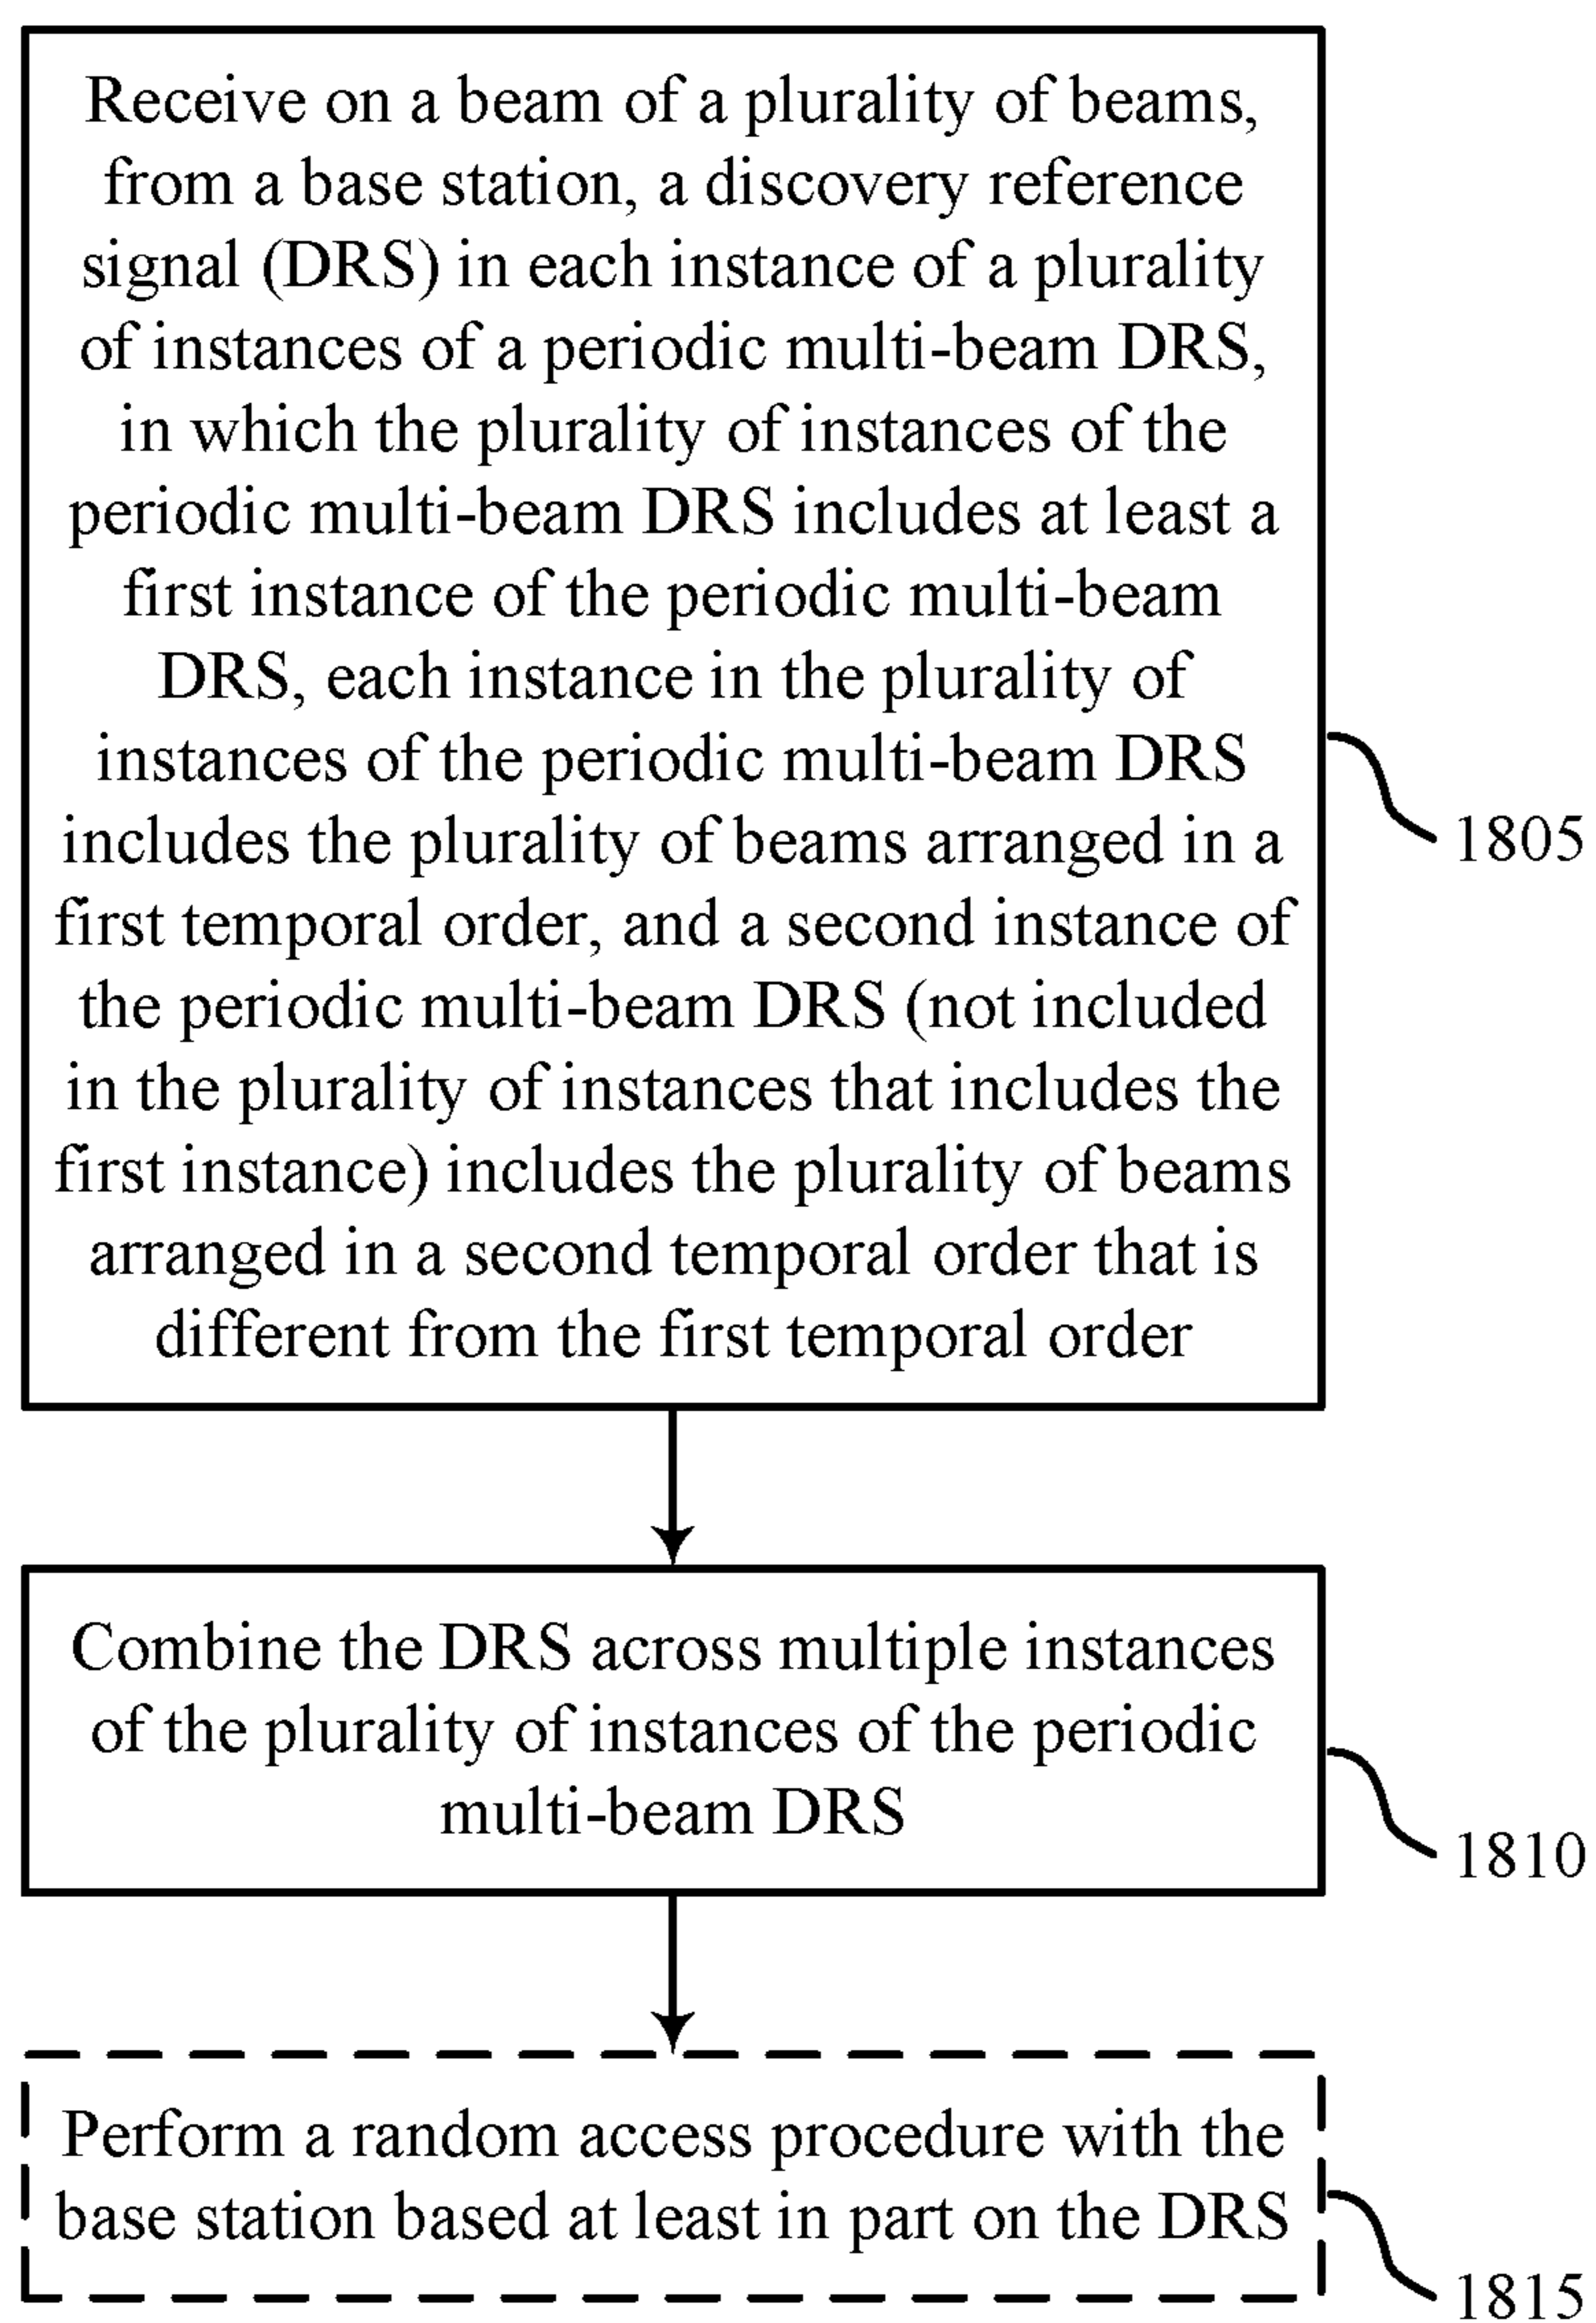 Receive on a beam of a plurality of beams,
from a base station, a discovery reference
signal (DRS) in each instance of a plurality
of instances of a periodic multi-beam DRS,
in which the plurality of instances of the
periodic multi-beam DRS includes at least a
first instance of the periodic multi-beam
DRS, each instance in the plurality of
instances of the periodic multi-beam DRS
includes the plurality of beams arranged in a
first temporal order, and a second instance of
the periodic multi-beam DRS (not included
in the plurality of instances that includes the
first instance) includes the plurality of beams
arranged in a second temporal order that is
different from the first temporal order
1805
Combine the DRS across multiple instances
of the plurality of instances of the periodic
multi-beam DRS
1810
Perform a random access procedure with the
base station based at least in part on the DRS
1815